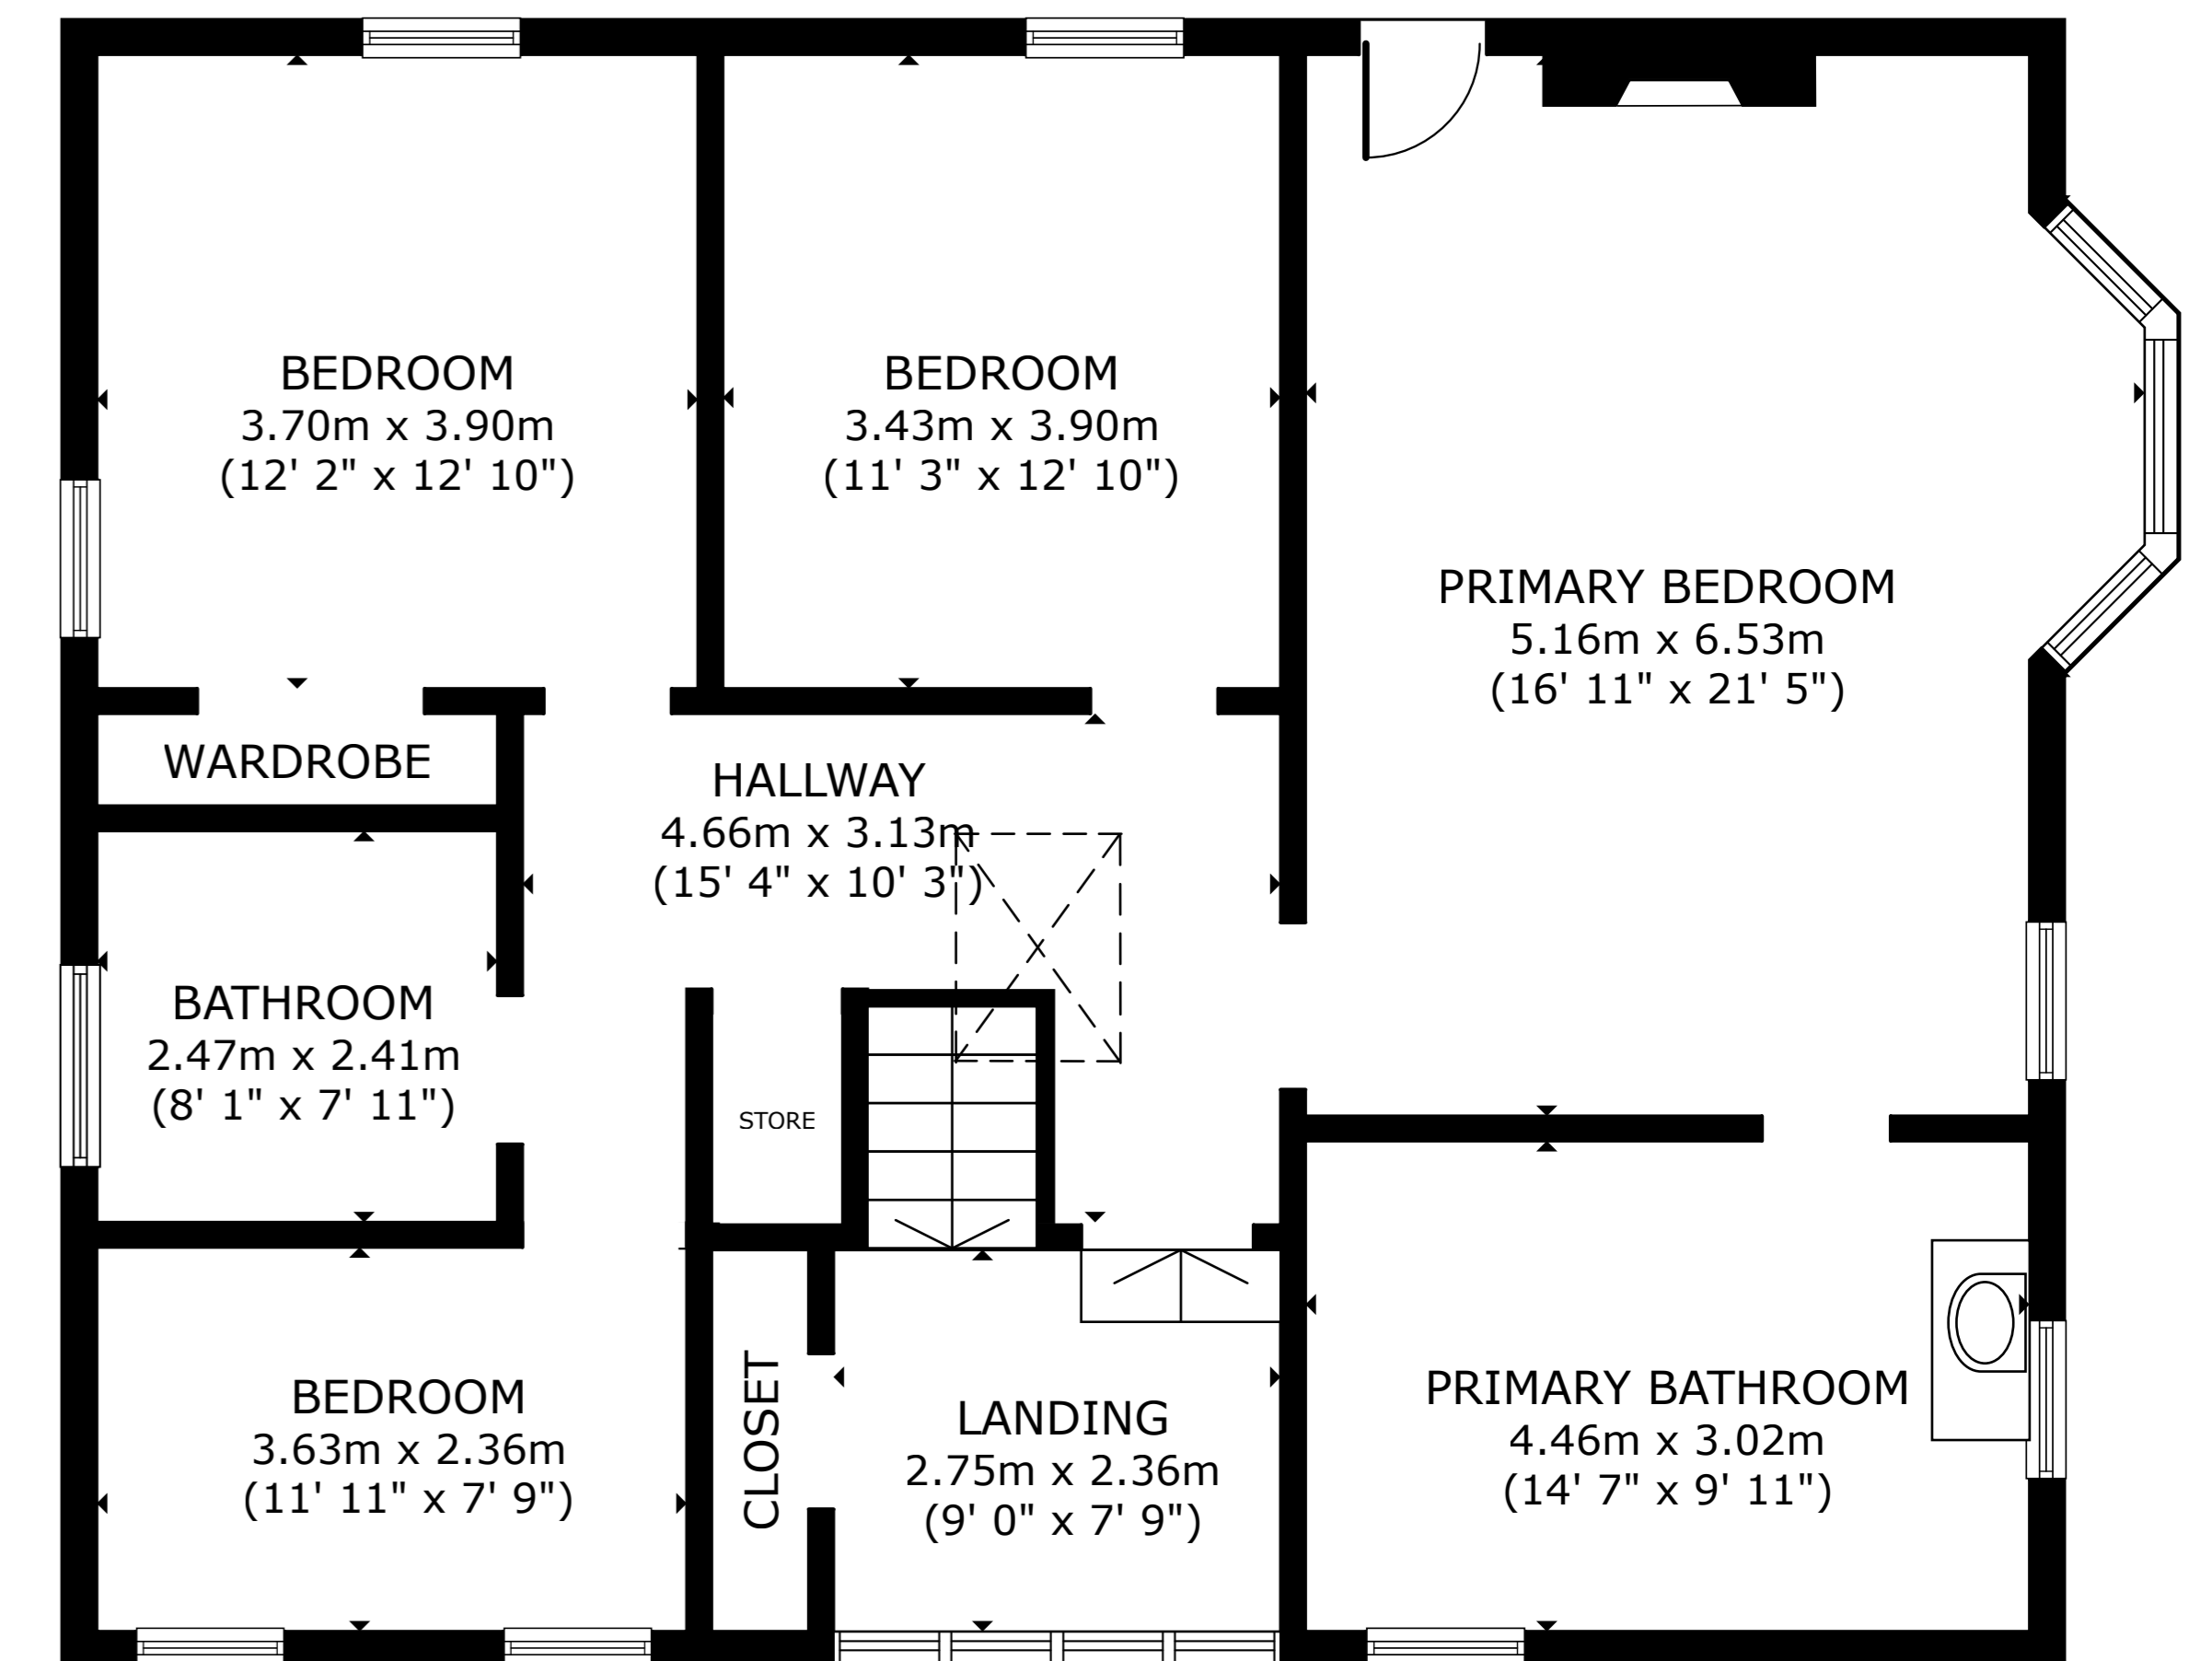 BEDROOM
3.70m x 3.90m
(12' 2" x 12' 10")
BEDROOM
3.43m x 3.90m
(11' 3" x 12' 10")
PRIMARY BEDROOM
5.16m x 6.53m
(16' 11" x 21' 5")
WARDROBE
HALLWAY
4.66m x 3.13m
(15' 4" x 10' 3")
BATHROOM
2.47m x 2.41m
(8' 1" x 7' 11")
STORE
BEDROOM
3.63m x 2.36m
(11' 11" x 7' 9")
CLOSET
LANDING
2.75m x 2.36m
(9' 0" x 7' 9")
PRIMARY BATHROOM
4.46m x 3.02m
(14' 7" x 9' 11")